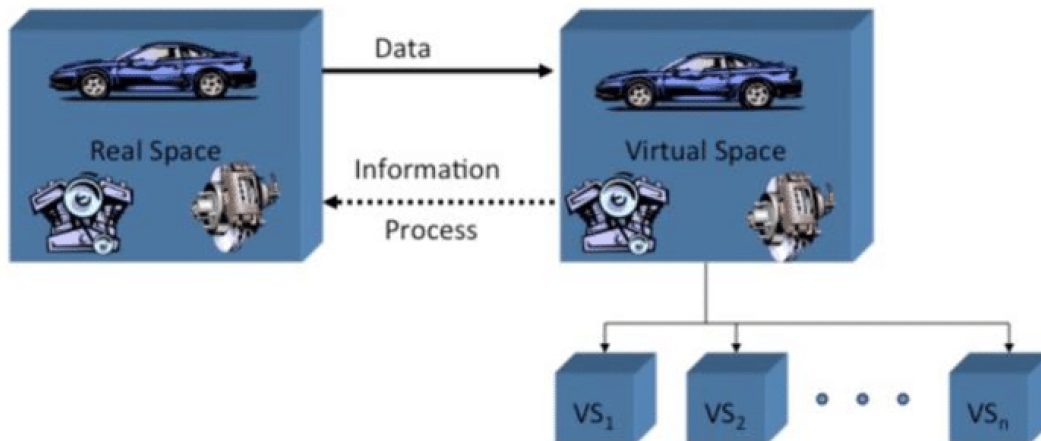 Data
Real Space
Virtual Space
Information
Process
VS₁
VS₂
VSₙ